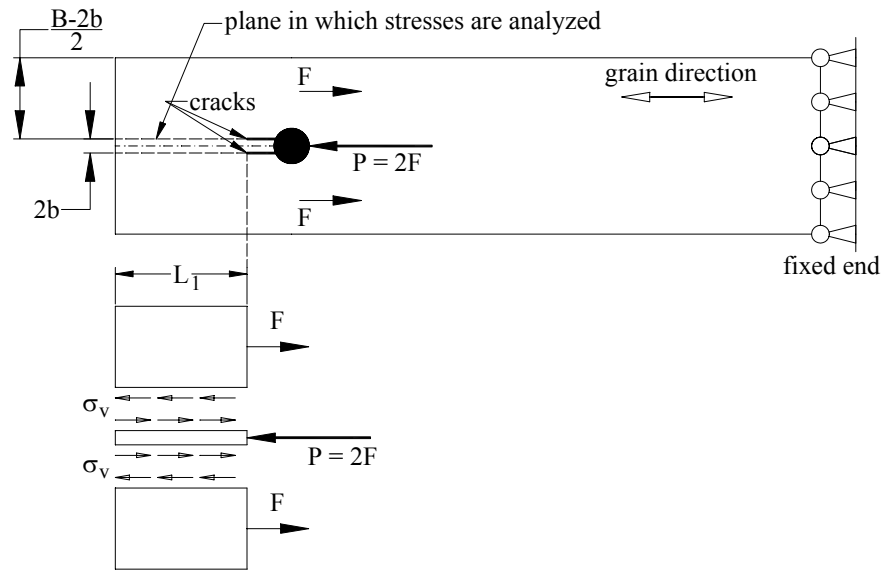 B-2b
2
plane in which stresses are analyzed
F
grain direction
cracks
P = 2F
2b
F
fixed end
L1
F
σv
P = 2F
σv
F